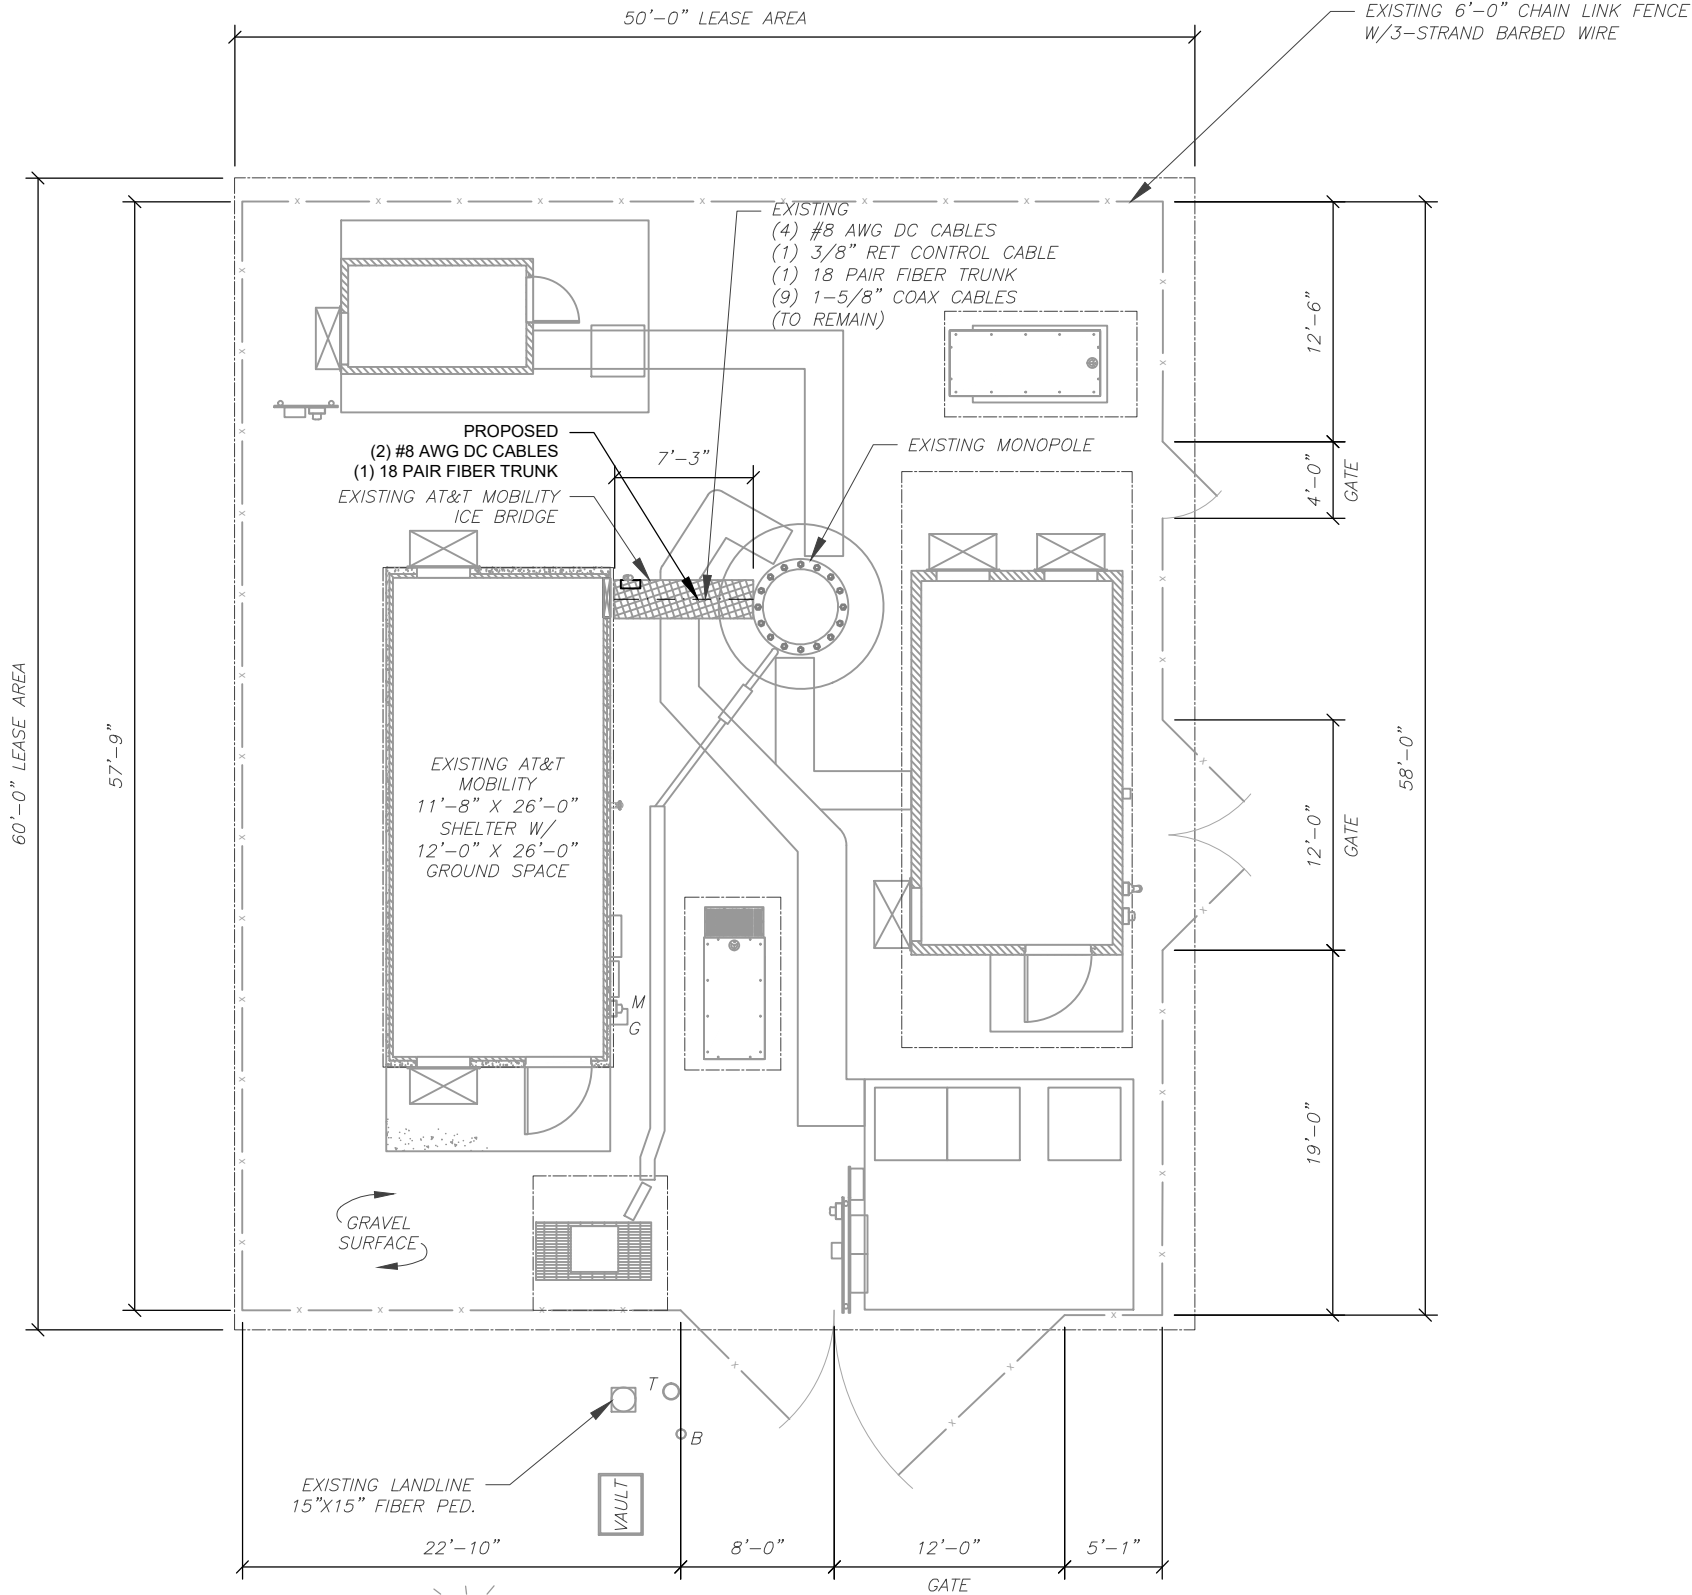 50'-0" LEASE AREA
EXISTING 6'-0" CHAIN LINK FENCE
W/3-STRAND BARBED WIRE
EXISTING
(4) #8 AWG DC CABLES
(1) 3/8" RET CONTROL CABLE
(1) 18 PAIR FIBER TRUNK
(9) 1-5/8" COAX CABLES
(TO REMAIN)
12'-6"
PROPOSED
(2) #8 AWG DC CABLES
(1) 18 PAIR FIBER TRUNK
EXISTING AT&T MOBILITY
ICE BRIDGE
7'-3"
EXISTING MONOPOLE
4'-0"
GATE
60'-0" LEASE AREA
57'-9"
58'-0"
EXISTING AT&T
MOBILITY
11'-8" X 26'-0"
SHELTER W/
12'-0" X 26'-0"
GROUND SPACE
12'-0"
GATE
M
G
19'-0"
GRAVEL
SURFACE
T
B
EXISTING LANDLINE
15"X15" FIBER PED.
VAULT
22'-10"
8'-0"
12'-0"
GATE
5'-1"